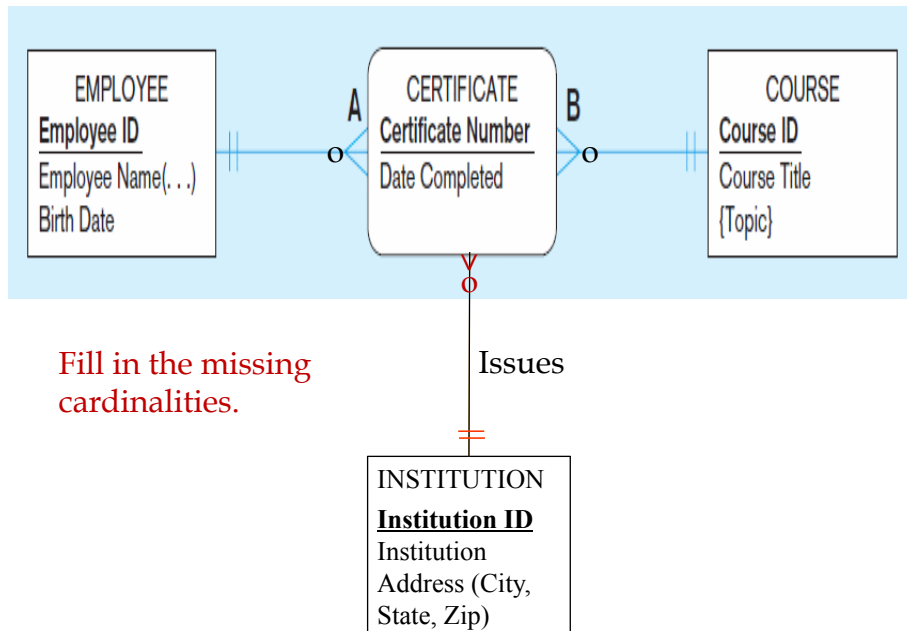 EMPLOYEE
Employee ID
Employee Name(. . .)
Birth Date
A
o
CERTIFICATE
Certificate Number
Date Completed
B
o
COURSE
Course ID
Course Title
{Topic}
o
Fill in the missing
cardinalities.
Issues
INSTITUTION
Institution ID
Institution
Address (City,
State, Zip)